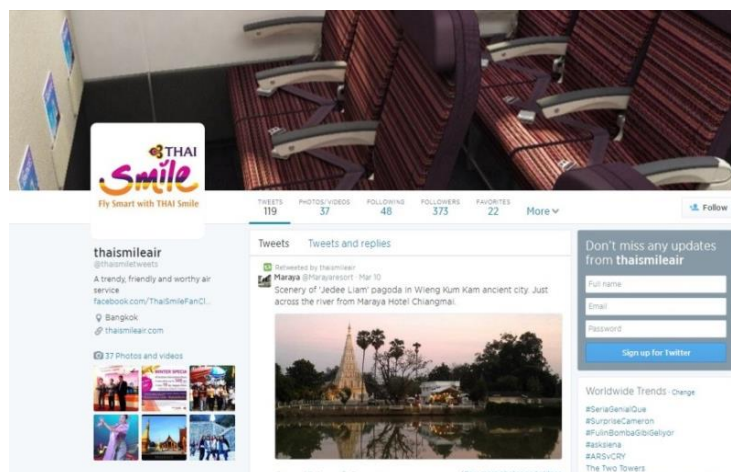 THAI
Smile
Fly Smart with THAI Smile
TWEETS
119
PHOTOS/VIDEOS
37
FOLLOWING
48
FOLLOWERS
373
FAVORITES
22
More
Follow
thaismileair
@thaismiletweets
A trendy, friendly and worthy air
service
facebook.com/ThaiSmileFanCl...
Bangkok
thaismileair.com
37 Photos and videos
Tweets
Tweets and replies
Retweeted by thaismileair
Maraya @Marayaresort · Mar 10
Scenery of 'Jedee Liam' pagoda in Wieng Kum Kam ancient city. Just
across the river from Maraya Hotel Chiangmai.
Don't miss any updates
from thaismileair
Full name
Email
Password
Sign up for Twitter
Worldwide Trends · Change
#SeriaGenialQue
#SurpriseCameron
#FulinBombaGibiGeliyor
#asksiena
#ARSvCRY
The Two Towers